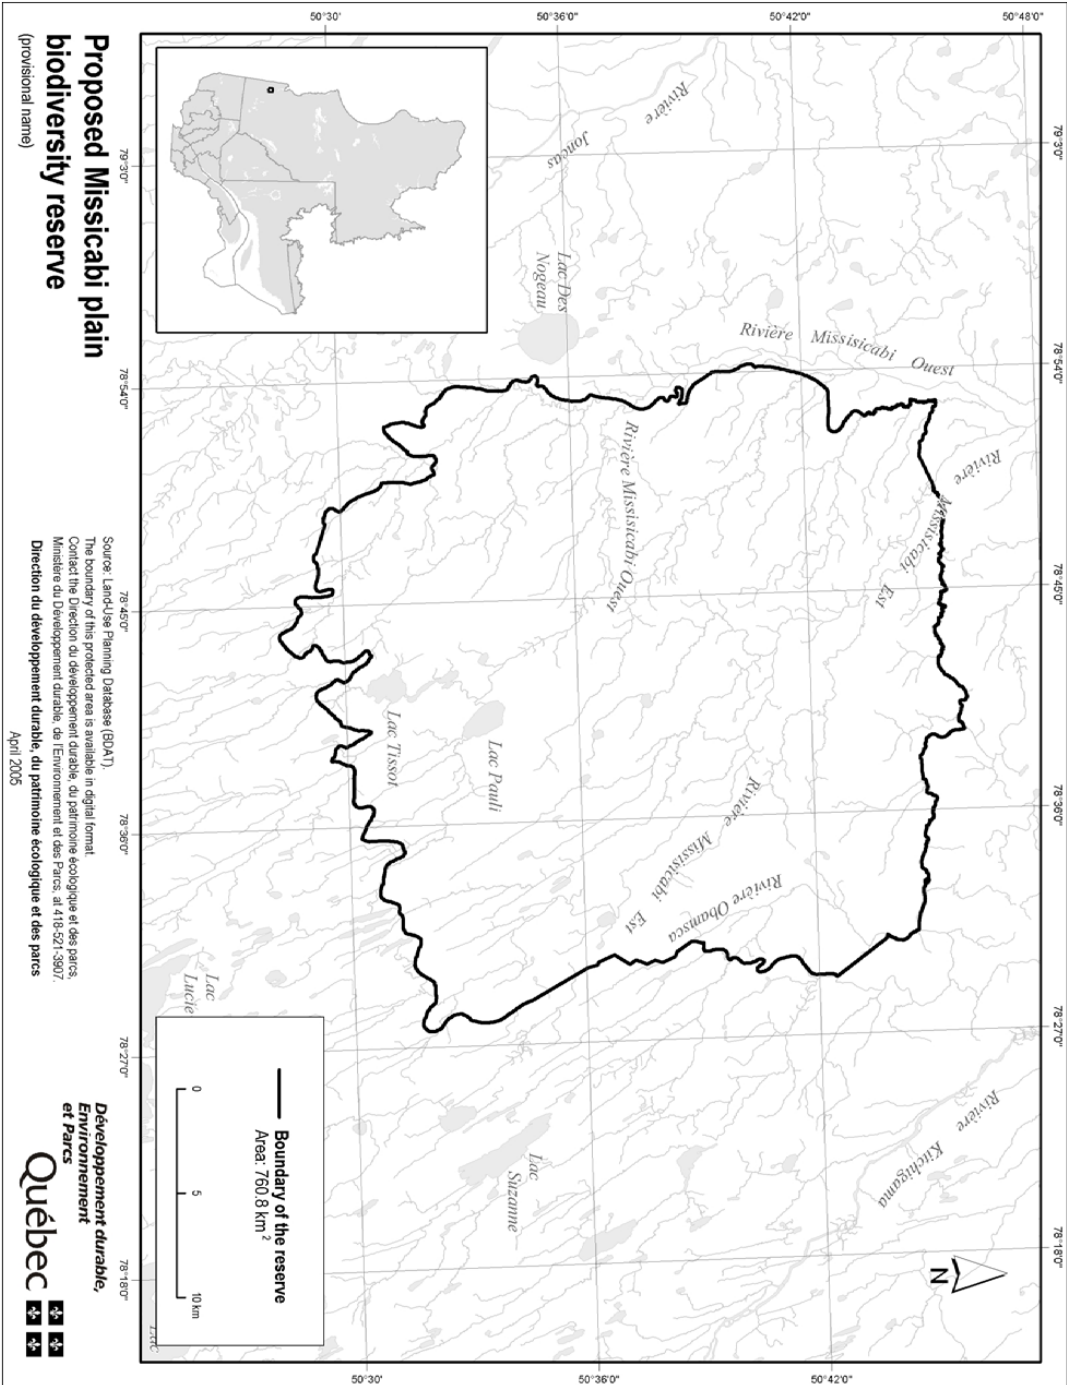 Proposed Missicabi plain
biodiversity reserve
(provisional name)
50°30'
50°36'0"
50°42'0"
50°48'0"
79°3'0"
78°54'0"
78°45'0"
78°36'0"
78°27'0"
78°18'0"
79°3'0"
78°54'0"
78°45'0"
78°36'0"
78°27'0"
78°18'0"
50°30'
50°36'0"
50°42'0"
Rivière
Joncas
Lac Des
Nogeau
Rivière Missisicabi Ouest
Rivière
Missisicabi
Est
Rivière Missisicabi Ouest
Lac Tissot
Lac Pauli
Rivière Missisicabi Est
Rivière Obamsca
Lac
Lucie
Lac
Suzanne
Rivière Kitchigama
Lac
N
Boundary of the reserve
Area: 760.8 km²
0 5 10 km
Source: Land-Use Planning Database (BDAT).
The boundary of this protected area is available in digital format.
Contact the Direction du développement durable, du patrimoine écologique et des parcs,
Ministère du Développement durable, de l'Environnement et des Parcs, at 418-521-3907.
Direction du développement durable, du patrimoine écologique et des parcs
April 2005
Développement durable,
Environnement
et Parcs
Québec